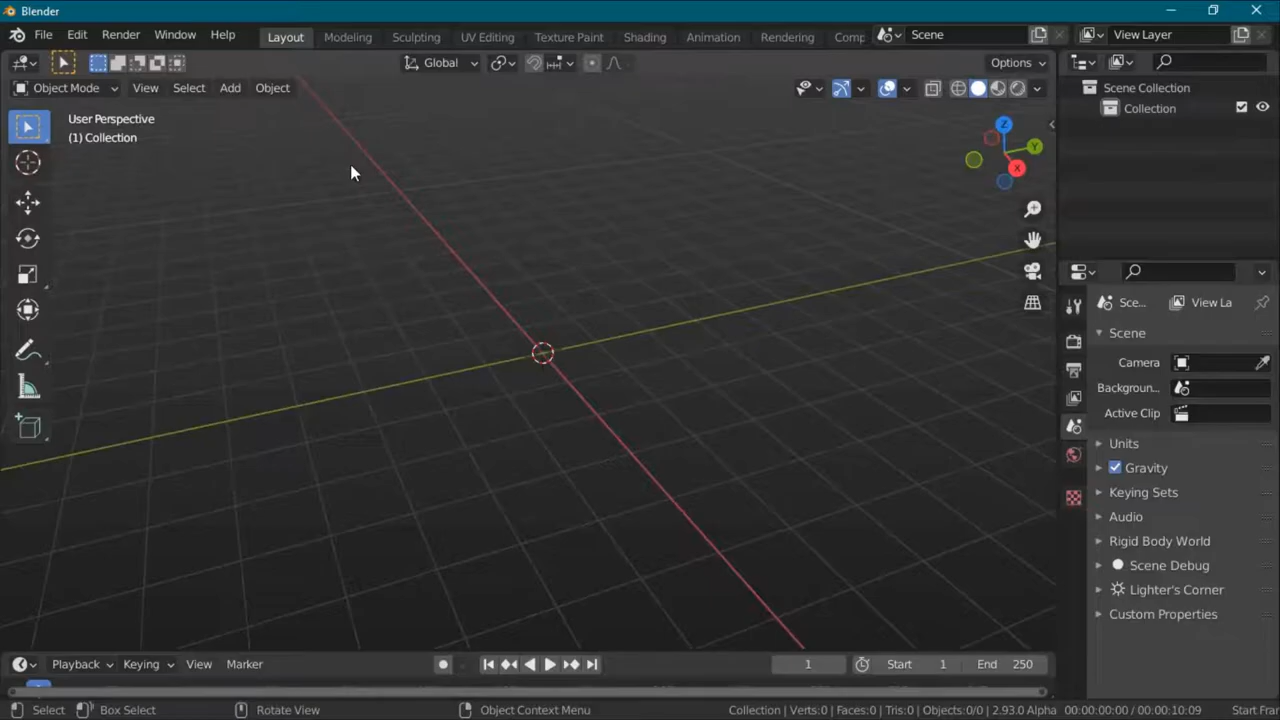 Blender
File Edit Render Window Help Layout Modeling Sculpting UV Editing Texture Paint Shading Animation Rendering Comp Scene View Layer
Global Options
Object Mode View Select Add Object
User Perspective
(1) Collection
Z
Y
X
Scene Collection
Collection
Sce... View La
Scene
Camera
Backgroun...
Active Clip
Units
Gravity
Keying Sets
Audio
Rigid Body World
Scene Debug
Lighter's Corner
Custom Properties
Playback Keying View Marker 1 Start 1 End 250
Select Box Select Rotate View Object Context Menu Collection | Verts:0 | Faces:0 | Tris:0 | Objects:0/0 | 2.93.0 Alpha 00:00:00:00 / 00:00:10:09 Start Fran